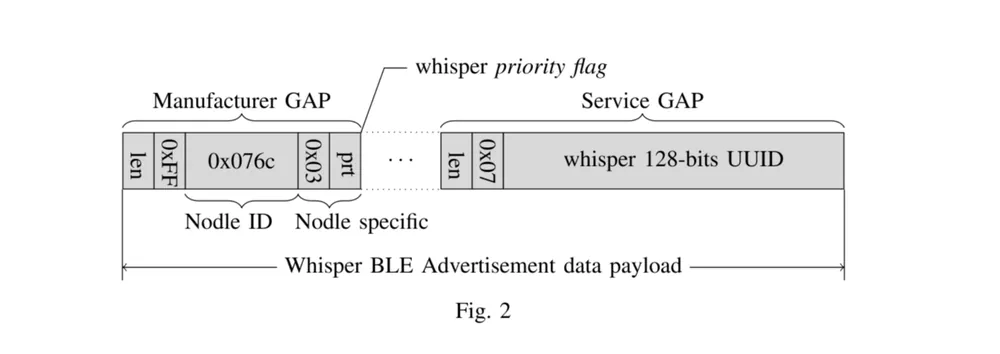 whisper priority flag
Manufacturer GAP
Service GAP
len
0xFF
0x076c
0x03
prt
···
len
0x07
whisper 128-bits UUID
Nodle ID
Nodle specific
Whisper BLE Advertisement data payload
Fig. 2